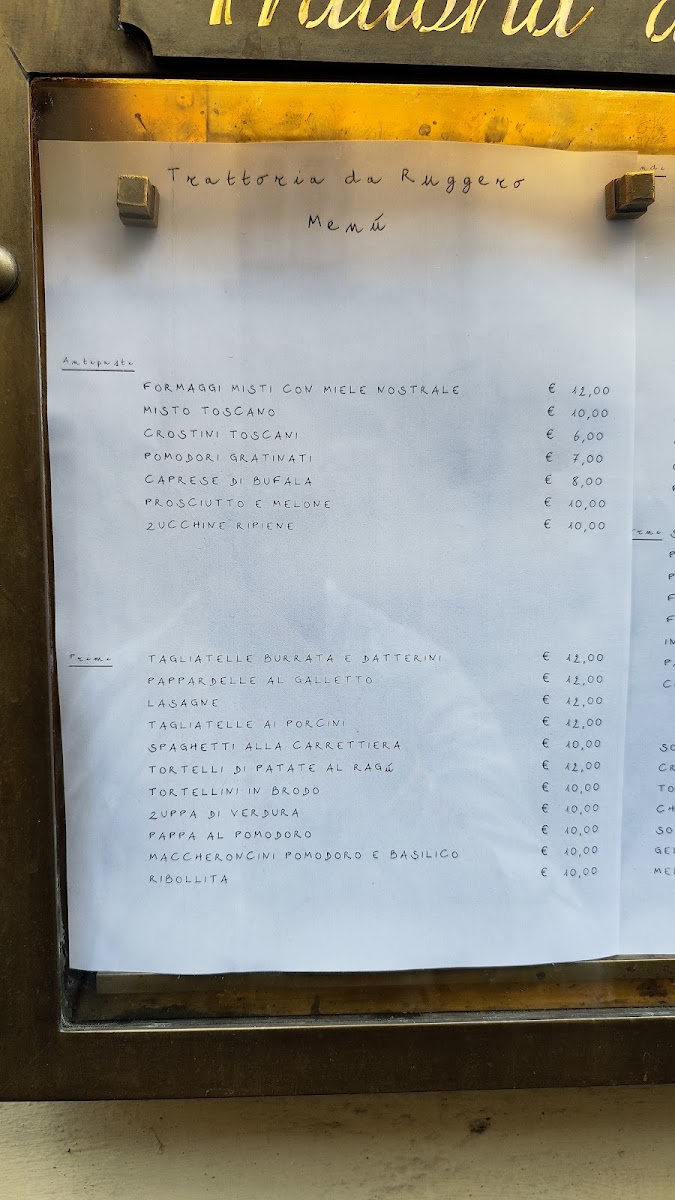 Trattoria da Ruggero
Menú
Antipasti
FORMAGGI MISTI CON MIELE NOSTRALE € 12,00
MISTO TOSCANO € 10,00
CROSTINI TOSCANI € 6,00
POMODORI GRATINATI € 7,00
CAPRESE DI BUFALA € 8,00
PROSCIUTTO E MELONE € 10,00
ZUCCHINE RIPIENE € 10,00
Primi TAGLIATELLE BURRATA E DATTERINI € 12,00
PAPPARDELLE AL GALLETTO € 12,00
LASAGNE € 12,00
TAGLIATELLE AI PORCINI € 12,00
SPAGHETTI ALLA CARRETTIERA € 10,00
TORTELLI DI PATATE AL RAGÚ € 12,00
TORTELLINI IN BRODO € 10,00
ZUPPA DI VERDURA € 10,00
PAPPA AL POMODORO € 10,00
MACCHERONCINI POMODORO E BASILICO € 10,00
RIBOLLITA € 10,00